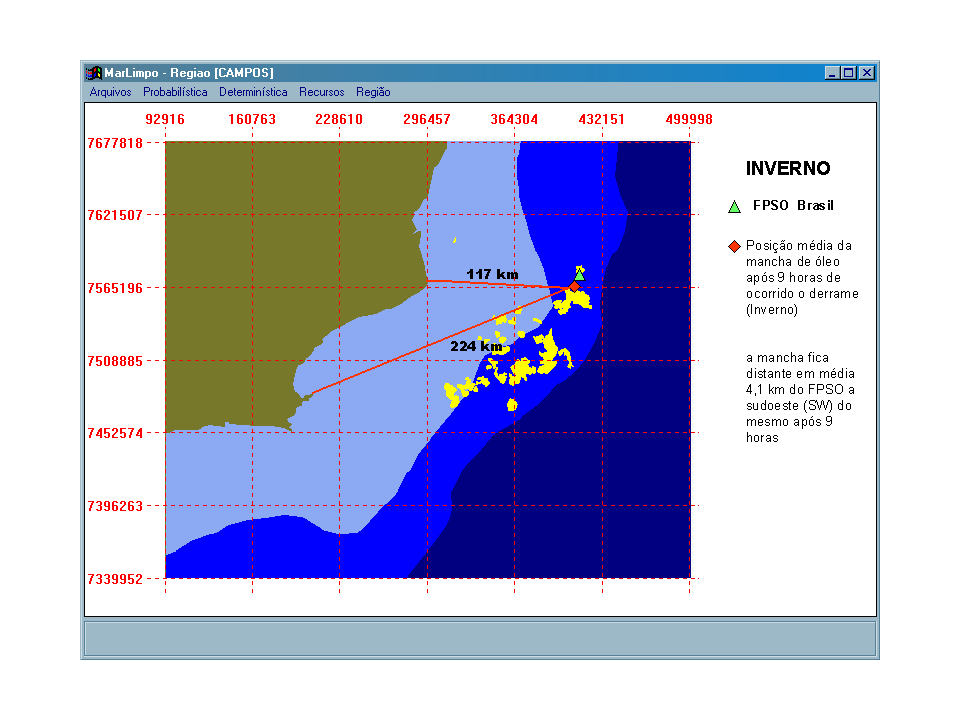 MarLimpo - Regiao [CAMPOS]
Arquivos Probabilística Determinística Recursos Região
92916 160763 228610 296457 364304 432151 499998
7677818
7621507
7565196
7508885
7452574
7396263
7339952
117 km
224 km
INVERNO
FPSO Brasil
Posição média da
mancha de óleo
após 9 horas de
ocorrido o derrame
(Inverno)
a mancha fica
distante em média
4,1 km do FPSO a
sudoeste (SW) do
mesmo após 9
horas